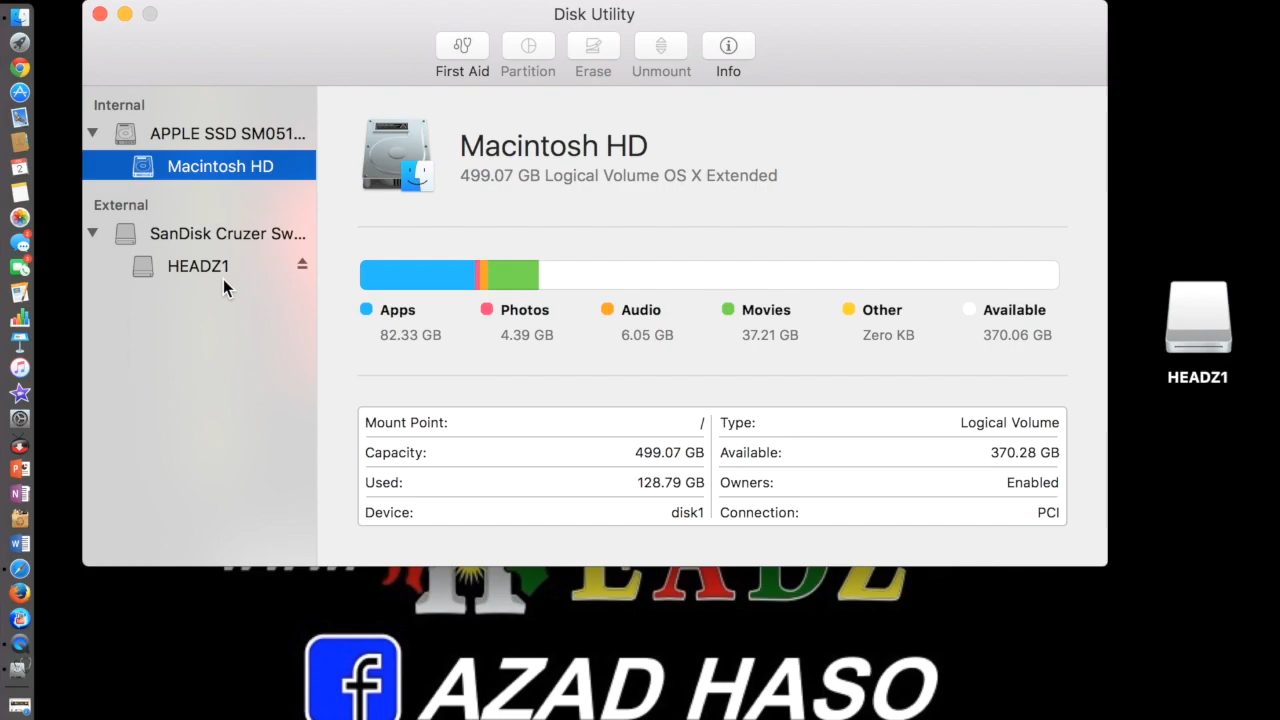 Disk Utility
First Aid Partition Erase Unmount Info
Internal
APPLE SSD SM051...
Macintosh HD
External
SanDisk Cruzer Sw...
HEADZ1
Macintosh HD
499.07 GB Logical Volume OS X Extended
Apps Photos Audio Movies Other Available
82.33 GB 4.39 GB 6.05 GB 37.21 GB Zero KB 370.06 GB
Mount Point: / Type: Logical Volume
Capacity: 499.07 GB Available: 370.28 GB
Used: 128.79 GB Owners: Enabled
Device: disk1 Connection: PCI
HEADZ1
HEADZ
AZAD HASO